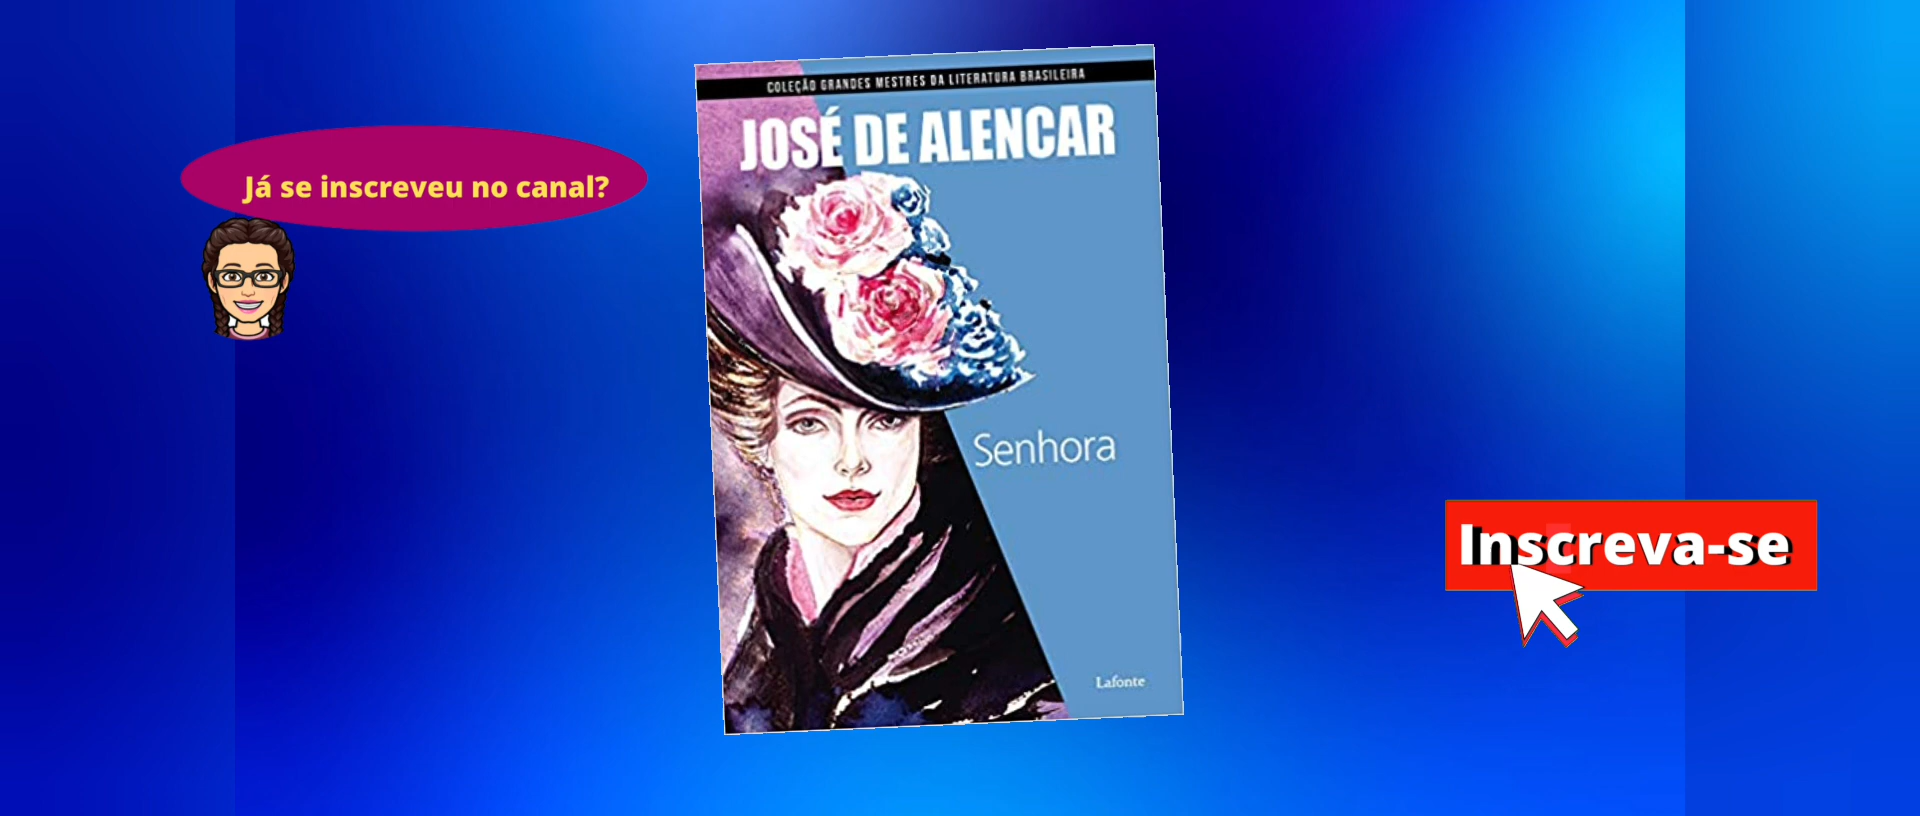 COLEÇÃO GRANDES MESTRES DA LITERATURA BRASILEIRA
JOSÉ DE ALENCAR
Já se inscreveu no canal?
Senhora
Inscreva-se
Lafonte